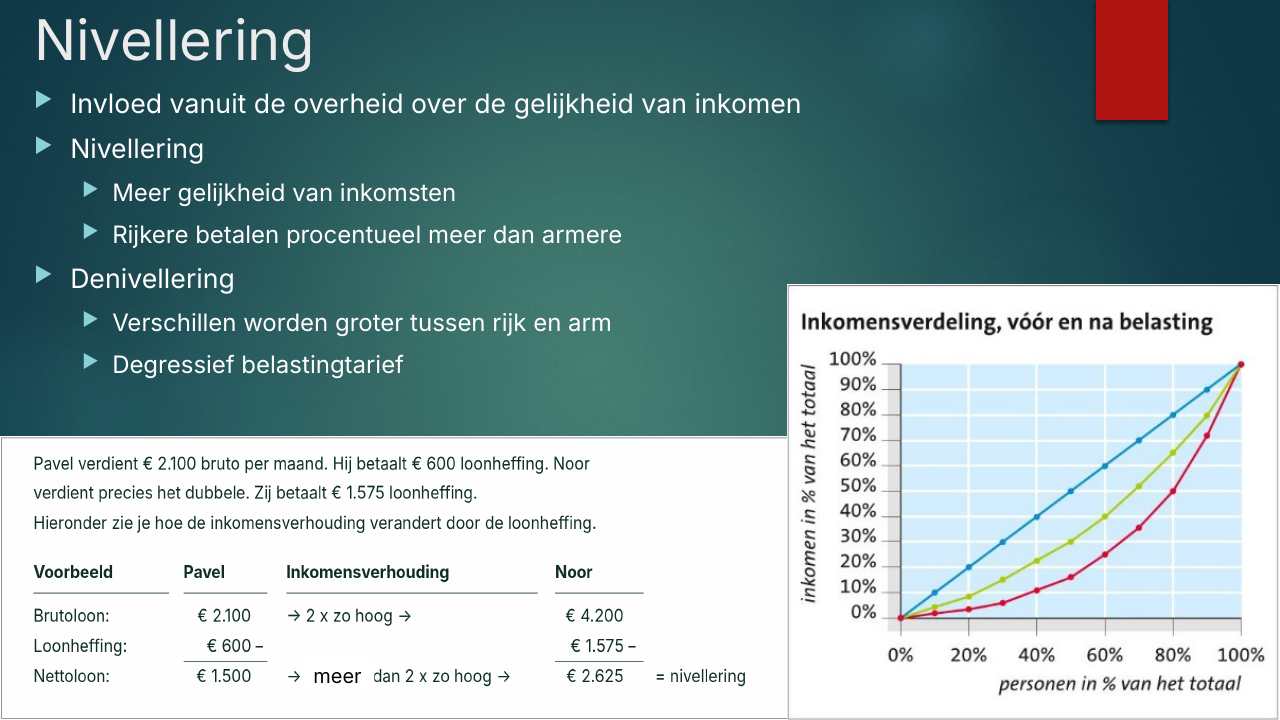 Nivellering
Invloed vanuit de overheid over de gelijkheid van inkomen
Nivellering
Meer gelijkheid van inkomsten
Rijkere betalen procentueel meer dan armere
Denivellering
Verschillen worden groter tussen rijk en arm
Degressief belastingtarief
Pavel verdient € 2.100 bruto per maand. Hij betaalt € 600 loonheffing. Noor
verdient precies het dubbele. Zij betaalt € 1.575 loonheffing.
Hieronder zie je hoe de inkomensverhouding verandert door de loonheffing.
Voorbeeld Pavel Inkomensverhouding Noor
Brutoloon: € 2.100 → 2 x zo hoog → € 4.200
Loonheffing: € 600 – € 1.575 –
Nettoloon: € 1.500 → meer dan 2 x zo hoog → € 2.625 = nivellering
Inkomensverdeling, vóór en na belasting
inkomen in % van het totaal
100%
90%
80%
70%
60%
50%
40%
30%
20%
10%
0%
0% 20% 40% 60% 80% 100%
personen in % van het totaal